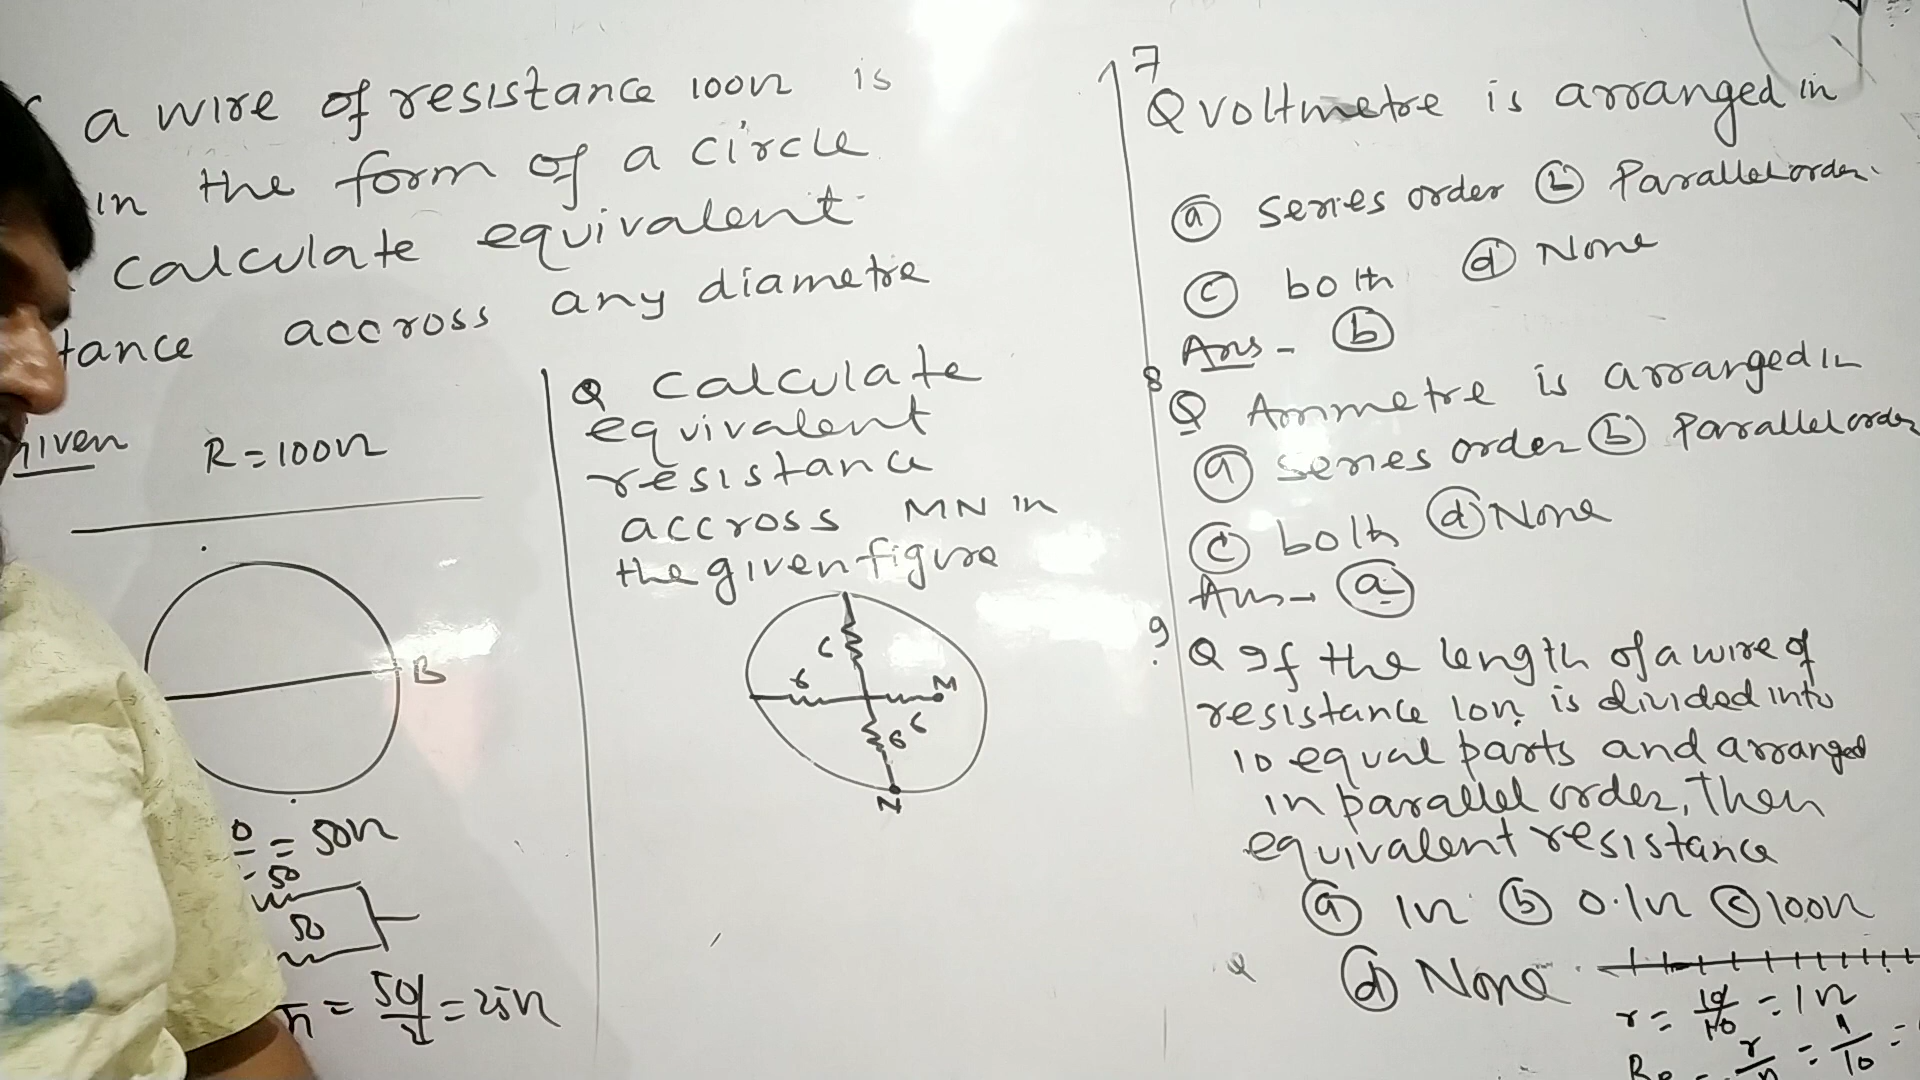 a wire of resistance 100Ω is
in the form of a circle
calculate equivalent
tance accross any diametre
given R = 100Ω
B
= 50Ω
50
50
= 50/2 = 25Ω
Q calculate
equivalent
resistance
accross MN in
the given figure
6
6
M
6
6
N
7
Q voltmetre is arranged in
(a) series order (b) Parallel order
(c) both (d) None
Ans - (b)
8
Q Ammetre is arranged in
(a) series order (b) Parallel order
(c) both (d) None
Ans → (a)
9
Q If the length of a wire of
resistance 10Ω is divided into
10 equal parts and arranged
in parallel order, then
equivalent resistance
(a) 1Ω (b) 0.1Ω (c) 100Ω
(d) None
r = 10/10 = 1Ω
= r/n = 1/10 =